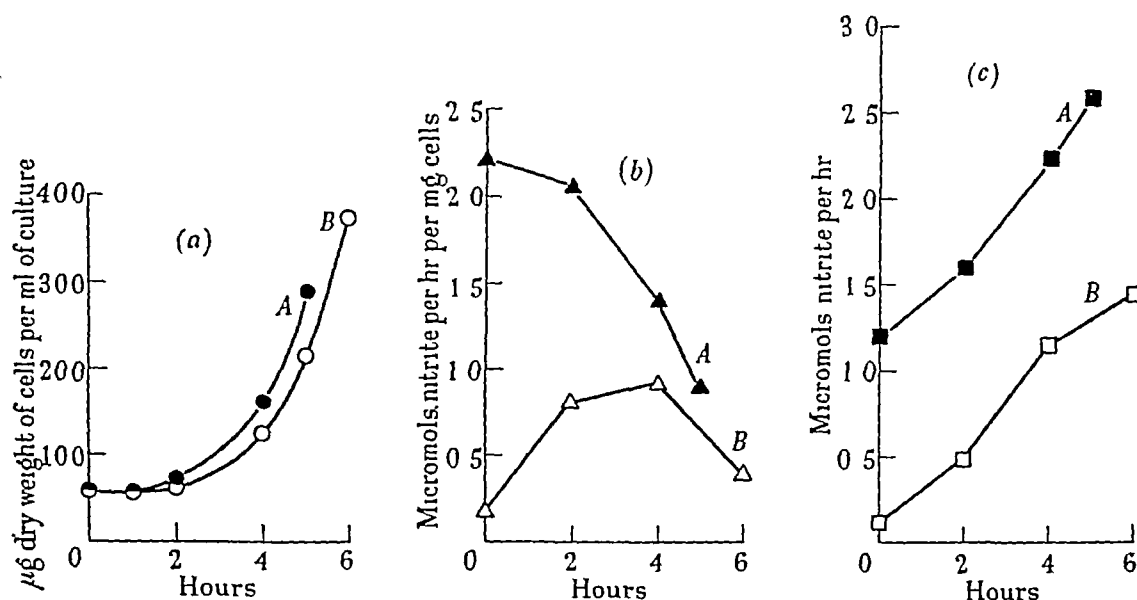 µg dry weight of cells per ml of culture
400
300
200
100
0
2
4
6
Hours
(a)
A
B
Micromols. nitrite per hr per mg cells
2 5
2 0
1 5
1 0
0 5
0
2
4
6
Hours
(b)
A
B
Micromols nitrite per hr
3 0
2 5
2 0
1 5
1 0
0 5
0
2
4
6
Hours
(c)
A
B